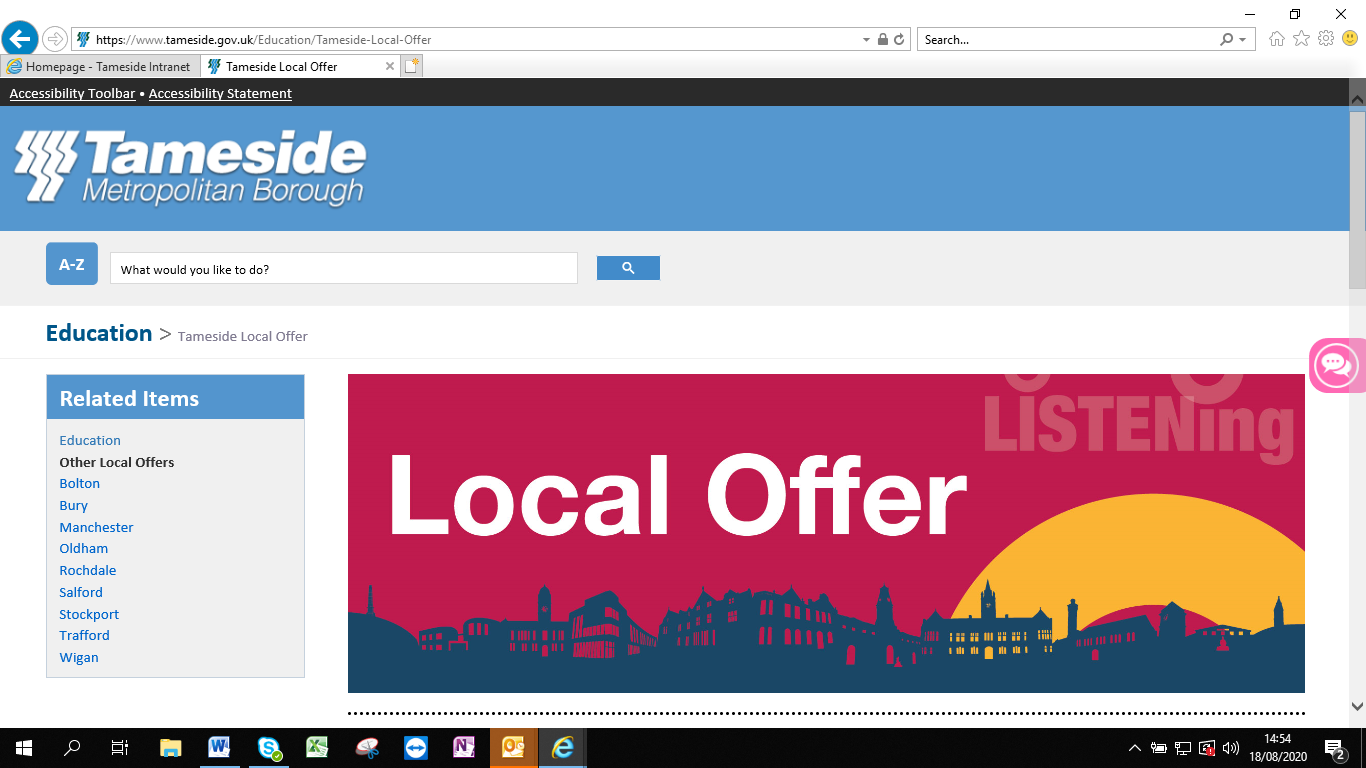 https://www.tameside.gov.uk/Education/Tameside-Local-Offer
Search...
Homepage - Tameside Intranet
Tameside Local Offer
Accessibility Toolbar • Accessibility Statement
Tameside
Metropolitan Borough
A-Z
What would you like to do?
Education > Tameside Local Offer
Related Items
Education
Other Local Offers
Bolton
Bury
Manchester
Oldham
Rochdale
Salford
Stockport
Trafford
Wigan
LiSTENing
Local Offer
14:54
18/08/2020
2